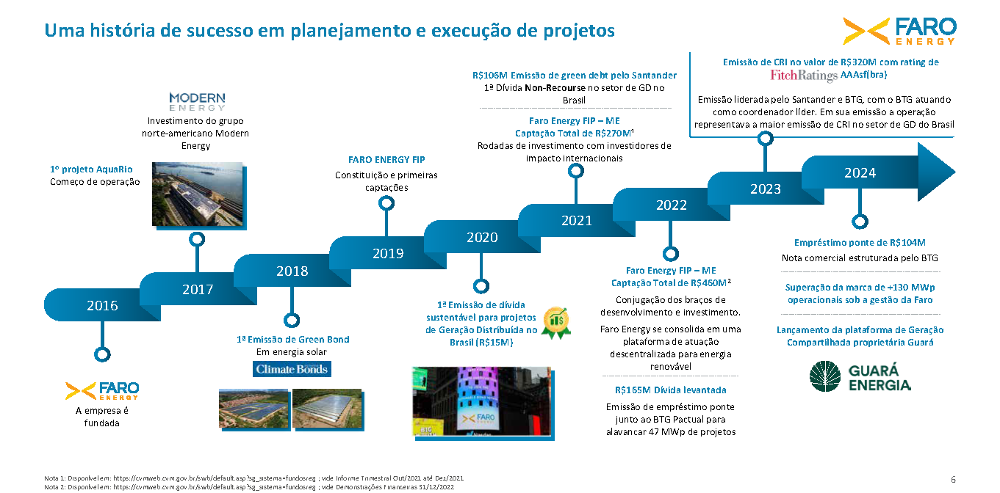 Uma história de sucesso em planejamento e execução de projetos
FARO
ENERGY
MODERN
ENERGY
Investimento do grupo
norte-americano Modern
Energy
1º projeto AquaRio
Começo de operação
FARO ENERGY FIP
Constituição e primeiras
captações
R$106M Emissão de green debt pelo Santander
1ª Dívida Non-Recourse no setor de GD no
Brasil
Faro Energy FIP – ME
Captação Total de R$270M¹
Rodadas de investimento com investidores de
impacto internacionais
Emissão de CRI no valor de R$320M com rating de
FitchRatings AAAsf(bra)
Emissão liderada pelo Santander e BTG, com o BTG atuando
como coordenador líder. Em sua emissão a operação
representava a maior emissão de CRI no setor de GD do Brasil
2016
2017
2018
2019
2020
2021
2022
2023
2024
FARO
ENERGY
A empresa é
fundada
1ª Emissão de Green Bond
Em energia solar
Climate Bonds
1ª Emissão de dívida
sustentável para projetos
de Geração Distribuída no
Brasil (R$15M)
FARO
ENERGY
Nasdaq
Faro Energy FIP – ME
Captação Total de R$460M²
Conjugação dos braços de
desenvolvimento e investimento.
Faro Energy se consolida em uma
plataforma de atuação
descentralizada para energia
renovável
R$165M Dívida levantada
Emissão de empréstimo ponte
junto ao BTG Pactual para
alavancar 47 MWp de projetos
Empréstimo ponte de R$104M
Nota comercial estruturada pelo BTG
Superação da marca de +130 MWp
operacionais sob a gestão da Faro
Lançamento da plataforma de Geração
Compartilhada proprietária Guará
GUARÁ
ENERGIA
Nota 1: Disponível em: https://cvmweb.cvm.gov.br/swb/default.asp?sg_sistema=fundosreg ; vide Informe Trimestral Out/2021 até Dez/2021
Nota 2: Disponível em: https://cvmweb.cvm.gov.br/swb/default.asp?sg_sistema=fundosreg ; vide Demonstrações Financeiras 31/12/2022
6